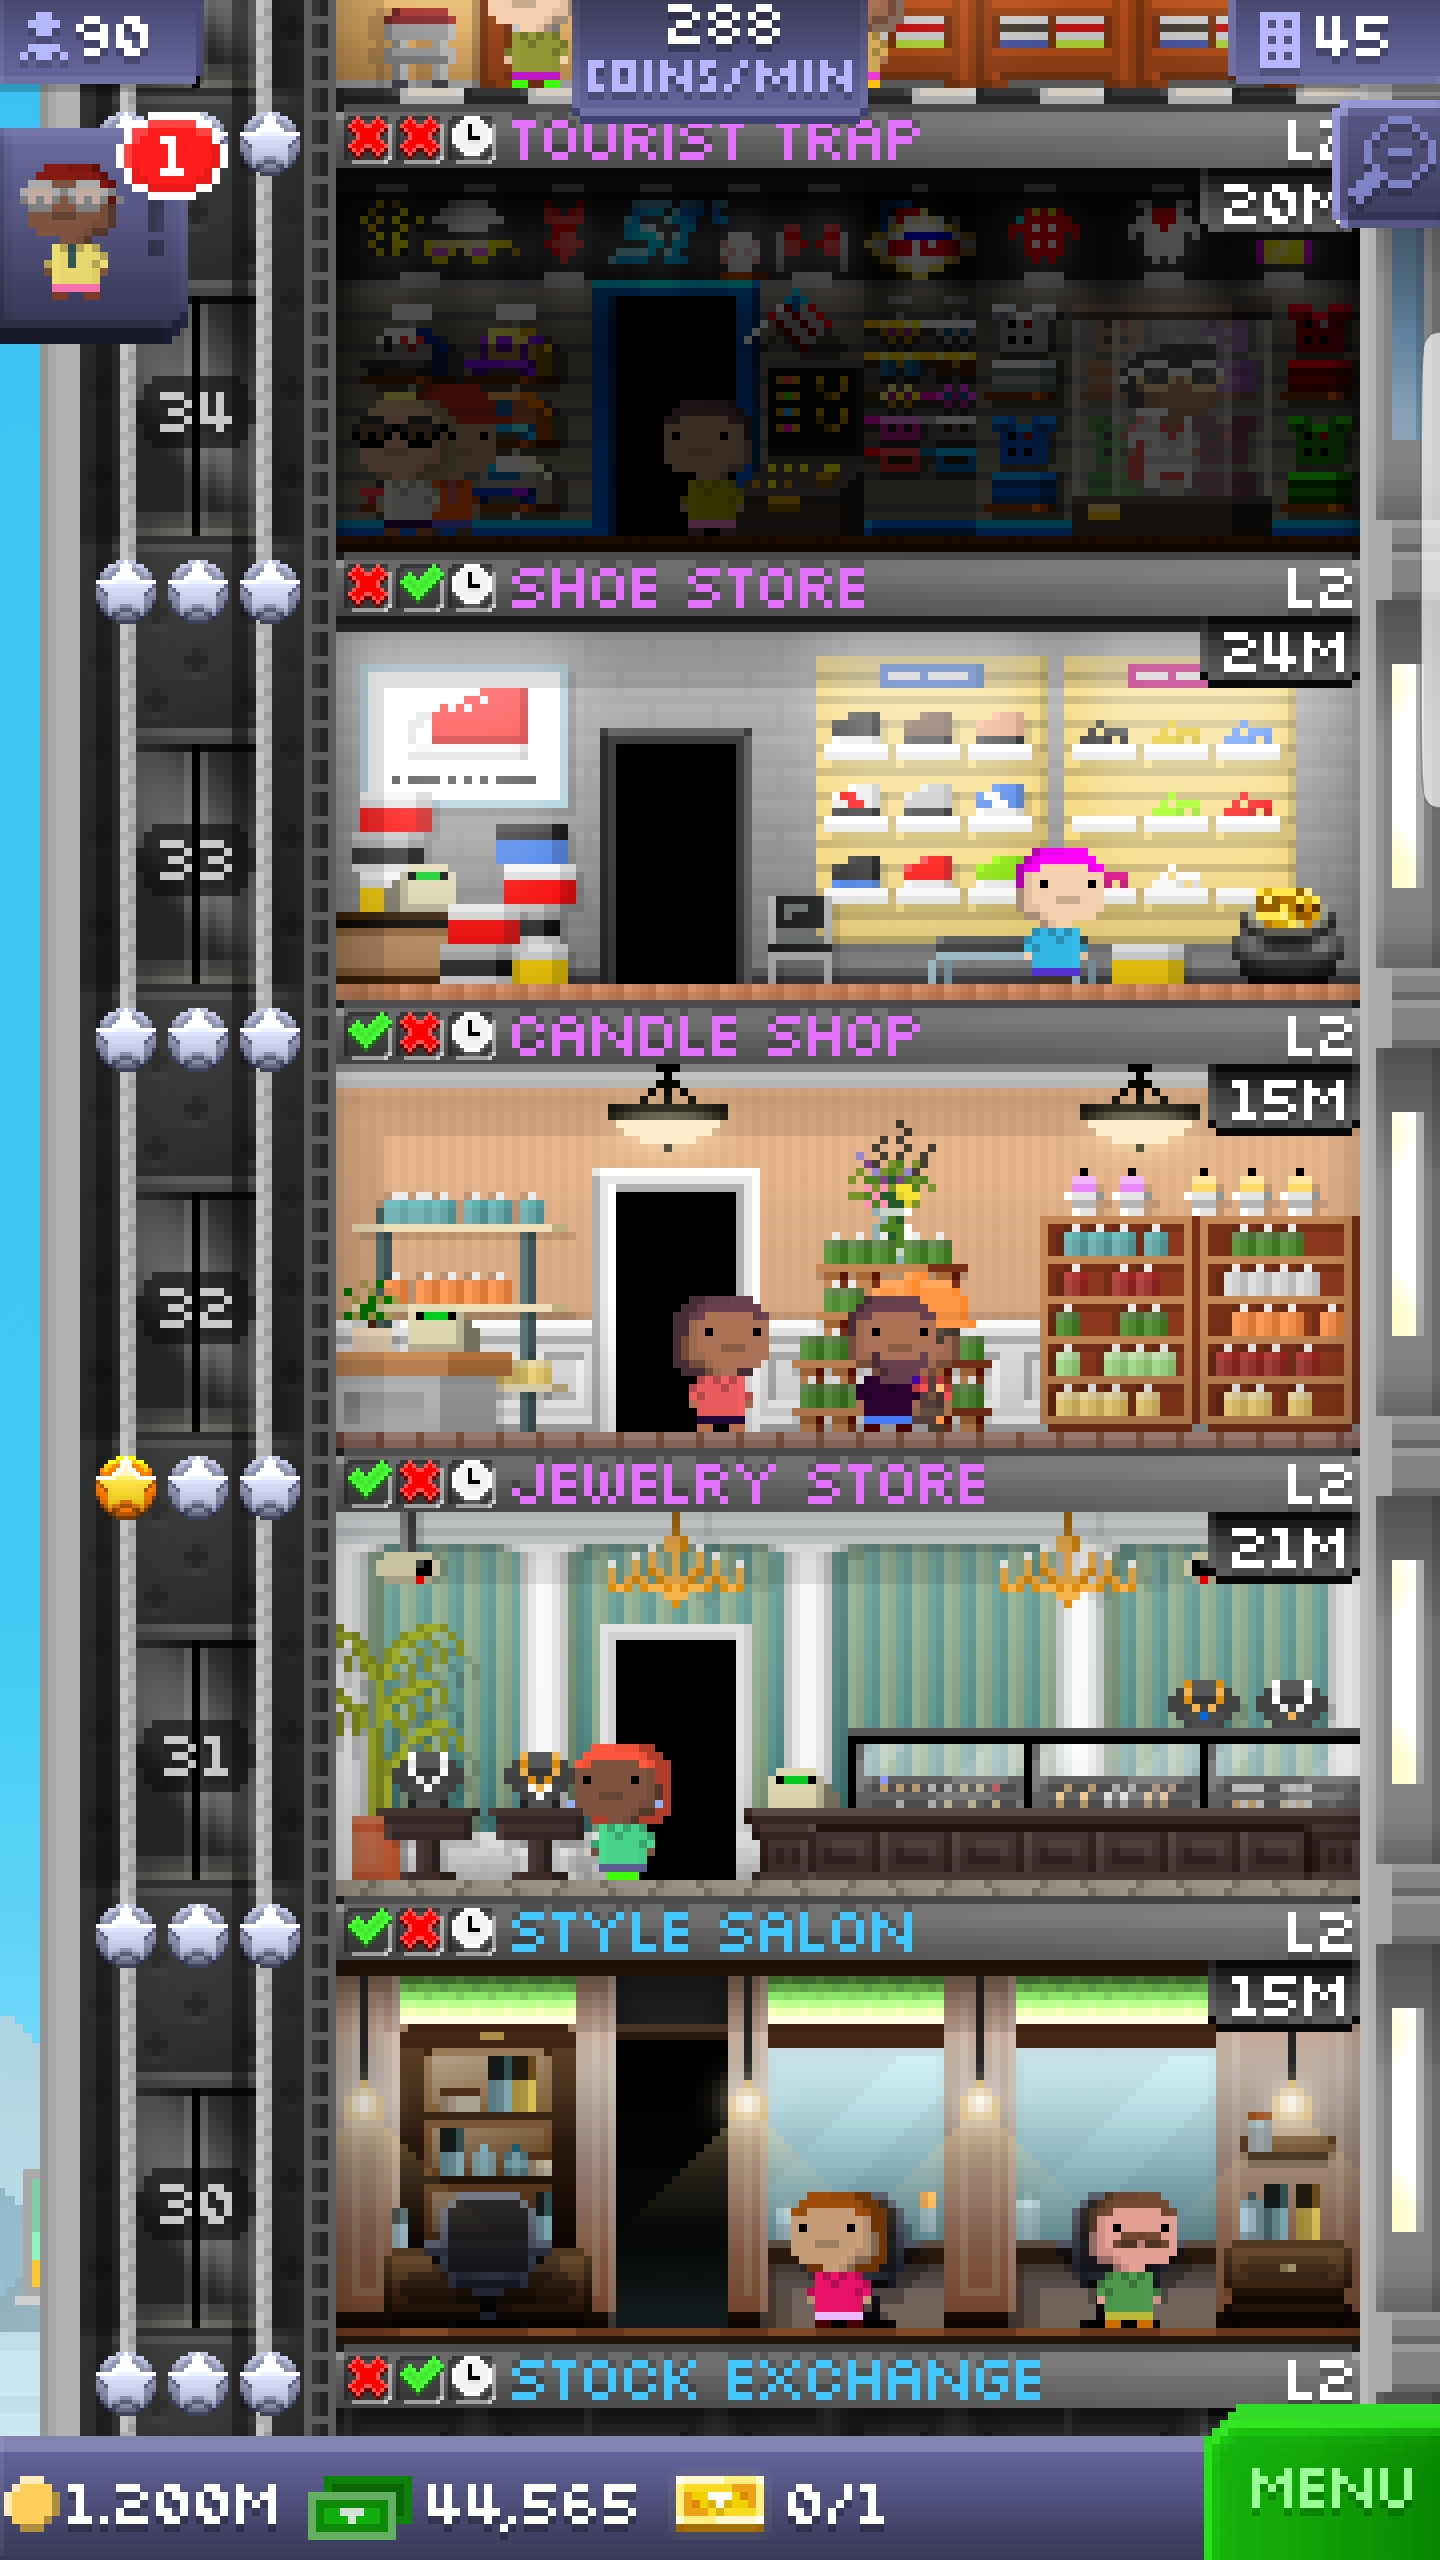 90
288
COINS/MIN
45
1
TOURIST TRAP
L2
20M
34
SHOE STORE L2
24M
33
CANDLE SHOP L2
15M
32
JEWELRY STORE L2
21M
31
STYLE SALON L2
15M
30
STOCK EXCHANGE L2
1.200M 44,565 0/1
MENU